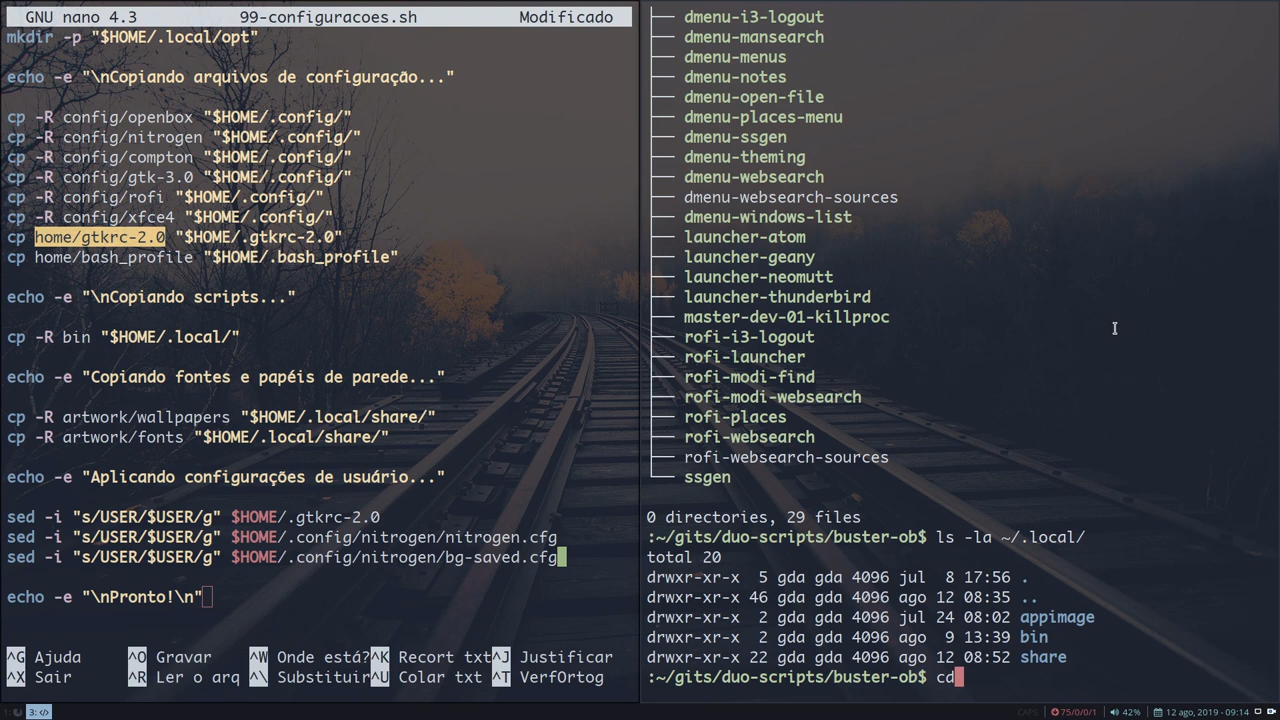 GNU nano 4.3 99-configuracoes.sh Modificado
mkdir -p "$HOME/.local/opt"
echo -e "\nCopiando arquivos de configuração..."
cp -R config/openbox "$HOME/.config/"
cp -R config/nitrogen "$HOME/.config/"
cp -R config/compton "$HOME/.config/"
cp -R config/gtk-3.0 "$HOME/.config/"
cp -R config/rofi "$HOME/.config/"
cp -R config/xfce4 "$HOME/.config/"
cp home/gtkrc-2.0 "$HOME/.gtkrc-2.0"
cp home/bash_profile "$HOME/.bash_profile"
echo -e "\nCopiando scripts..."
cp -R bin "$HOME/.local/"
echo -e "Copiando fontes e papéis de parede..."
cp -R artwork/wallpapers "$HOME/.local/share/"
cp -R artwork/fonts "$HOME/.local/share/"
echo -e "Aplicando configurações de usuário..."
sed -i "s/USER/$USER/g" $HOME/.gtkrc-2.0
sed -i "s/USER/$USER/g" $HOME/.config/nitrogen/nitrogen.cfg
sed -i "s/USER/$USER/g" $HOME/.config/nitrogen/bg-saved.cfg
echo -e "\nPronto!\n"
^G Ajuda ^O Gravar ^W Onde está? ^K Recort txt ^J Justificar
^X Sair ^R Ler o arq ^\ Substituir ^U Colar txt ^T VerfOrtog
dmenu-i3-logout
dmenu-mansearch
dmenu-menus
dmenu-notes
dmenu-open-file
dmenu-places-menu
dmenu-ssgen
dmenu-theming
dmenu-websearch
dmenu-websearch-sources
dmenu-windows-list
launcher-atom
launcher-geany
launcher-neomutt
launcher-thunderbird
master-dev-01-killproc
rofi-i3-logout
rofi-launcher
rofi-modi-find
rofi-modi-websearch
rofi-places
rofi-websearch
rofi-websearch-sources
ssgen
0 directories, 29 files
:~/gits/duo-scripts/buster-ob$ ls -la ~/.local/
total 20
drwxr-xr-x 5 gda gda 4096 jul 8 17:56 .
drwxr-xr-x 46 gda gda 4096 ago 12 08:35 ..
drwxr-xr-x 2 gda gda 4096 jul 24 08:02 appimage
drwxr-xr-x 2 gda gda 4096 ago 9 13:39 bin
drwxr-xr-x 22 gda gda 4096 ago 12 08:52 share
:~/gits/duo-scripts/buster-ob$ cd
1: 3: CAPS 75/0/0/1 42% 12 ago, 2019 - 09:14